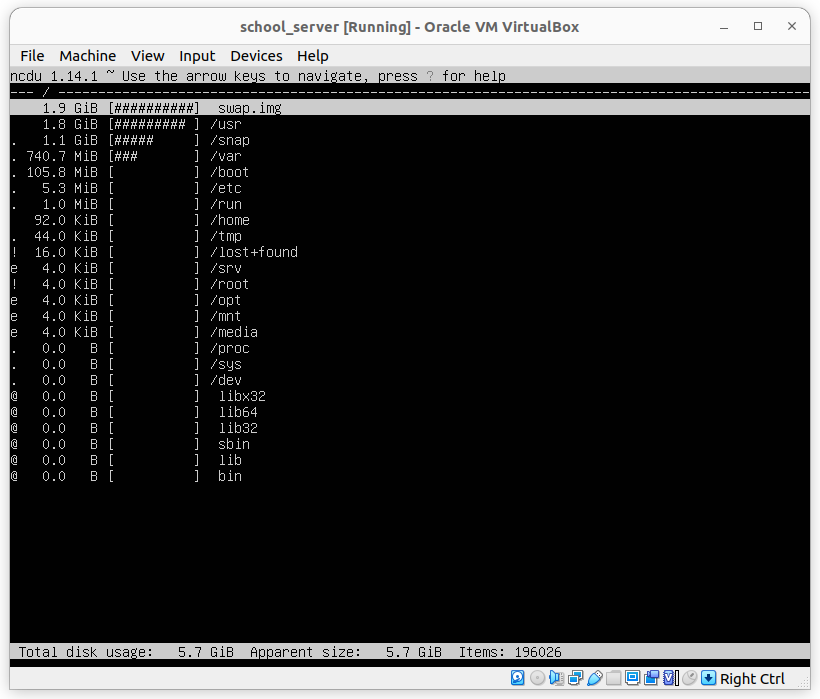 school_server [Running] - Oracle VM VirtualBox
File Machine View Input Devices Help
ncdu 1.14.1 ~ Use the arrow keys to navigate, press ? for help
--- / ----------------------------------------------------------------------------------------------
    1.9 GiB [##########]  swap.img
    1.8 GiB [######### ] /usr
.   1.1 GiB [#####     ] /snap
. 740.7 MiB [###       ] /var
. 105.8 MiB [          ] /boot
.   5.3 MiB [          ] /etc
.   1.0 MiB [          ] /run
   92.0 KiB [          ] /home
.  44.0 KiB [          ] /tmp
!  16.0 KiB [          ] /lost+found
e   4.0 KiB [          ] /srv
!   4.0 KiB [          ] /root
e   4.0 KiB [          ] /opt
e   4.0 KiB [          ] /mnt
e   4.0 KiB [          ] /media
.   0.0   B [          ] /proc
.   0.0   B [          ] /sys
.   0.0   B [          ] /dev
@   0.0   B [          ]  libx32
@   0.0   B [          ]  lib64
@   0.0   B [          ]  lib32
@   0.0   B [          ]  sbin
@   0.0   B [          ]  lib
@   0.0   B [          ]  bin
Total disk usage:   5.7 GiB  Apparent size:   5.7 GiB  Items: 196026
Right Ctrl